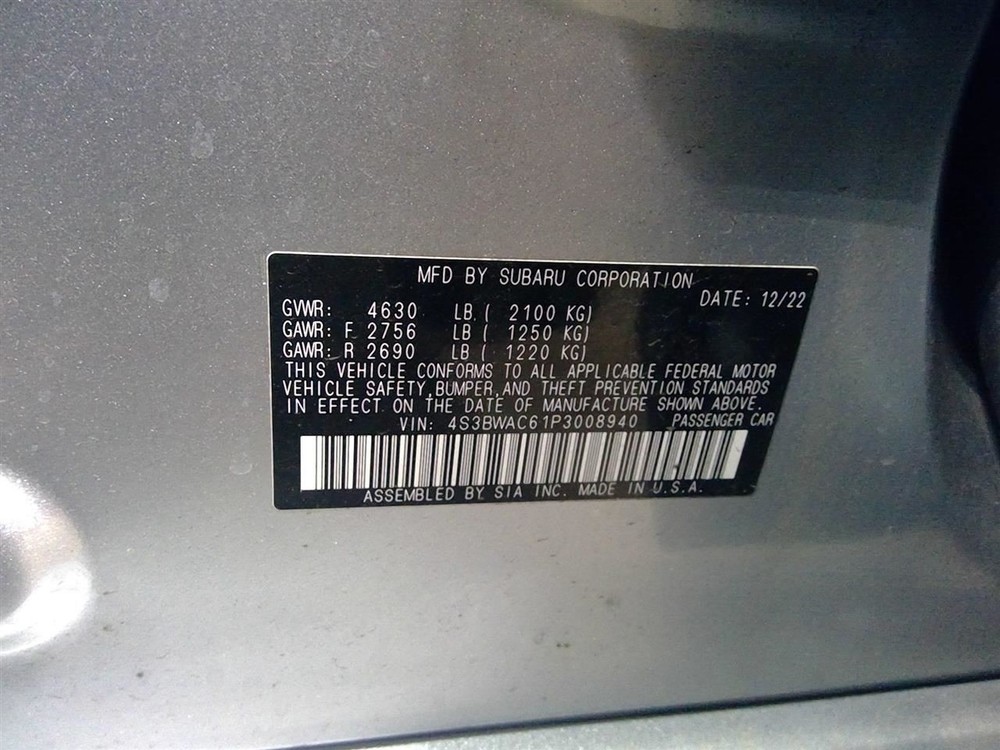 MFD BY SUBARU CORPORATION
DATE: 12/22
GVWR: 4630 LB ( 2100 KG)
GAWR: F 2756 LB ( 1250 KG)
GAWR: R 2690 LB ( 1220 KG)
THIS VEHICLE CONFORMS TO ALL APPLICABLE FEDERAL MOTOR
VEHICLE SAFETY, BUMPER, AND THEFT PREVENTION STANDARDS
IN EFFECT ON THE DATE OF MANUFACTURE SHOWN ABOVE.
VIN: 4S3BWAC61P3008940 PASSENGER CAR
ASSEMBLED BY SIA INC. MADE IN U.S.A.